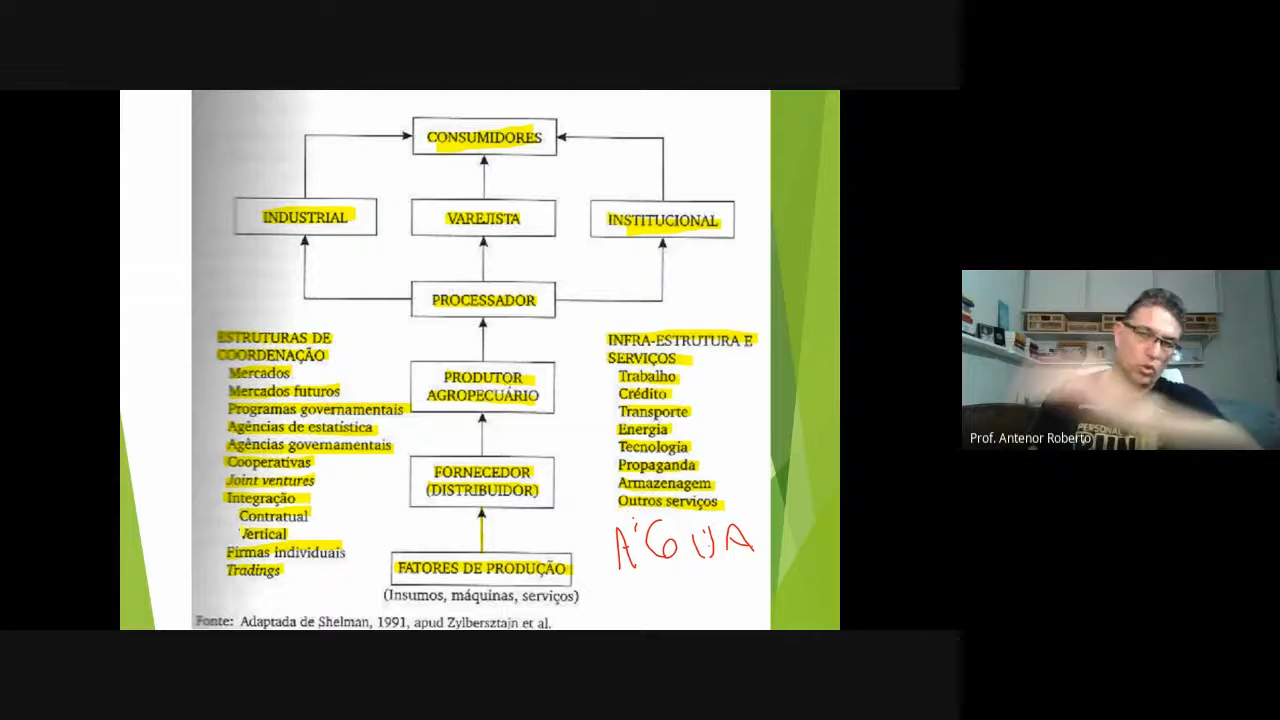 CONSUMIDORES
INDUSTRIAL
VAREJISTA
INSTITUCIONAL
PROCESSADOR
ESTRUTURAS DE
COORDENAÇÃO
Mercados
Mercados futuros
Programas governamentais
Agências de estatística
Agências governamentais
Cooperativas
Joint ventures
Integração
Contratual
Vertical
Firmas individuais
Tradings
PRODUTOR
AGROPECUÁRIO
FORNECEDOR
(DISTRIBUIDOR)
FATORES DE PRODUÇÃO
(Insumos, máquinas, serviços)
INFRA-ESTRUTURA E
SERVIÇOS
Trabalho
Crédito
Transporte
Energia
Tecnologia
Propaganda
Armazenagem
Outros serviços
ÁGUA
Fonte: Adaptada de Shelman, 1991, apud Zylbersztajn et al.
Prof. Antenor Roberto
PERSONAL